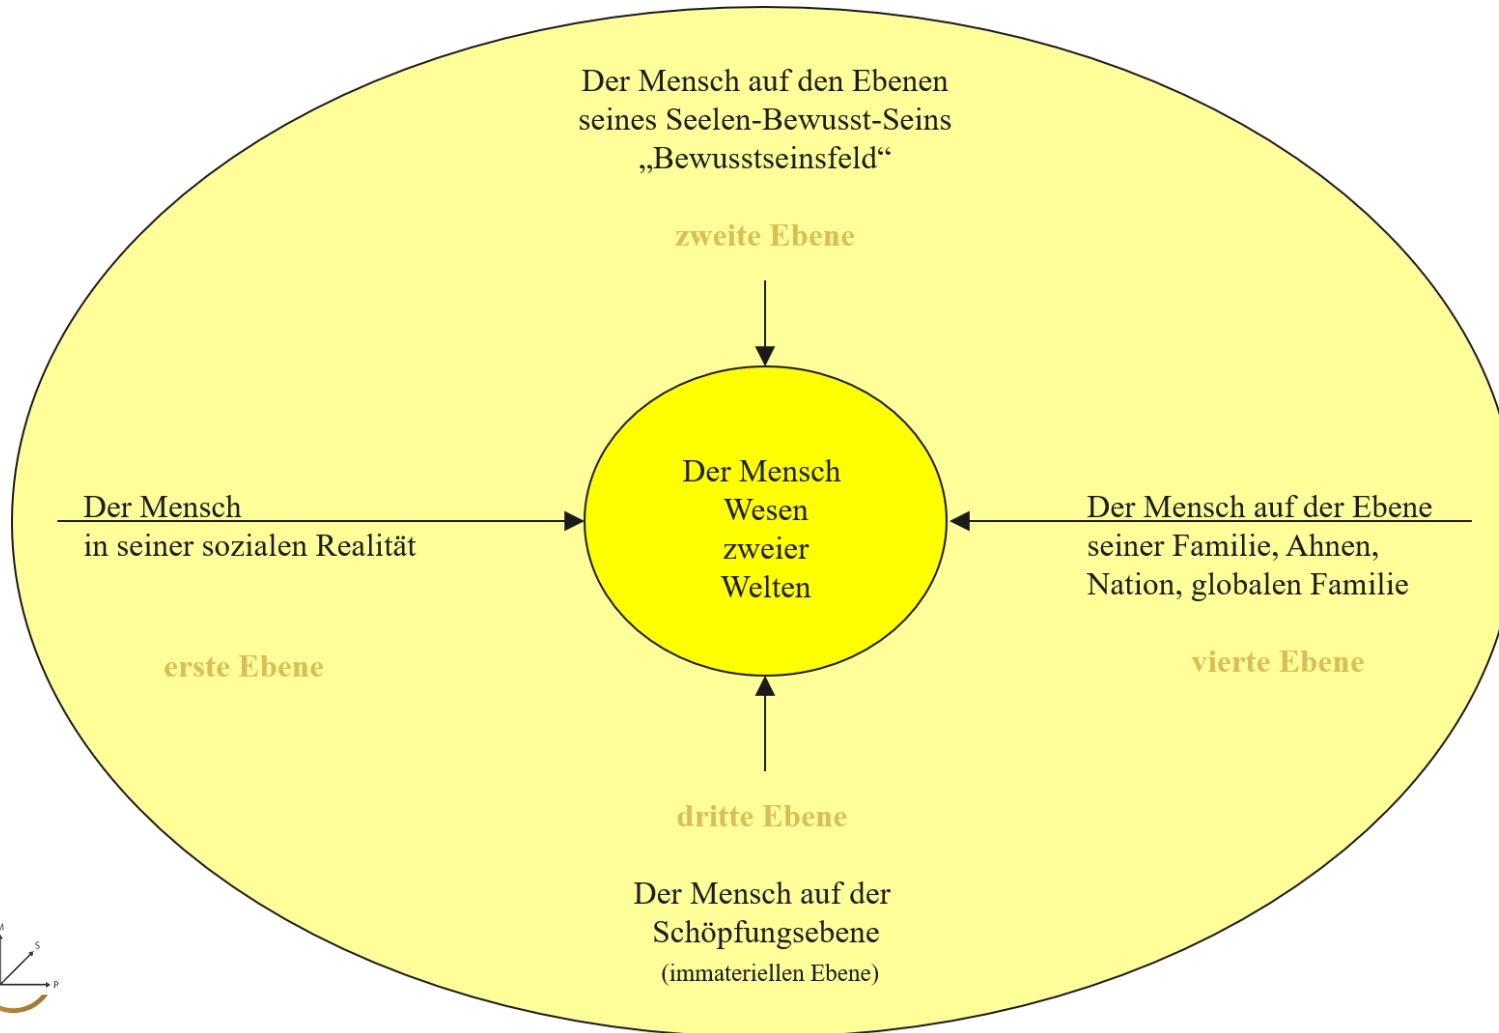 Der Mensch auf den Ebenen
seines Seelen-Bewusst-Seins
„Bewusstseinsfeld“
zweite Ebene
Der Mensch
in seiner sozialen Realität
erste Ebene
Der Mensch
Wesen
zweier
Welten
Der Mensch auf der Ebene
seiner Familie, Ahnen,
Nation, globalen Familie
vierte Ebene
dritte Ebene
Der Mensch auf der
Schöpfungsebene
(immateriellen Ebene)
M
S
P